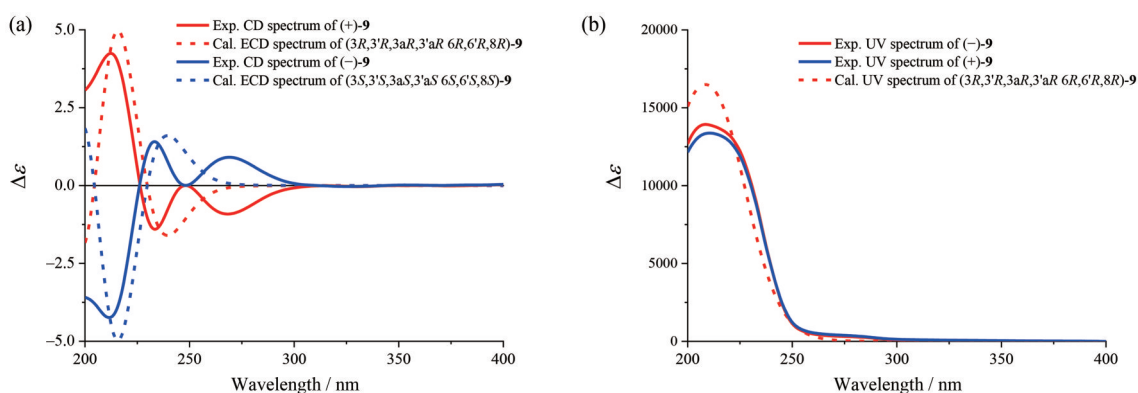 (a)
Exp. CD spectrum of (+)-9
Cal. ECD spectrum of (3R,3'R,3aR,3'aR 6R,6'R,8R)-9
Exp. CD spectrum of (−)-9
Cal. ECD spectrum of (3S,3'S,3aS,3'aS 6S,6'S,8S)-9
5.0
2.5
0.0
−2.5
−5.0
Δε
200 250 300 350 400
Wavelength / nm
(b)
Exp. UV spectrum of (−)-9
Exp. UV spectrum of (+)-9
Cal. UV spectrum of (3R,3'R,3aR,3'aR 6R,6'R,8R)-9
20000
15000
10000
5000
0
Δε
200 250 300 350 400
Wavelength / nm